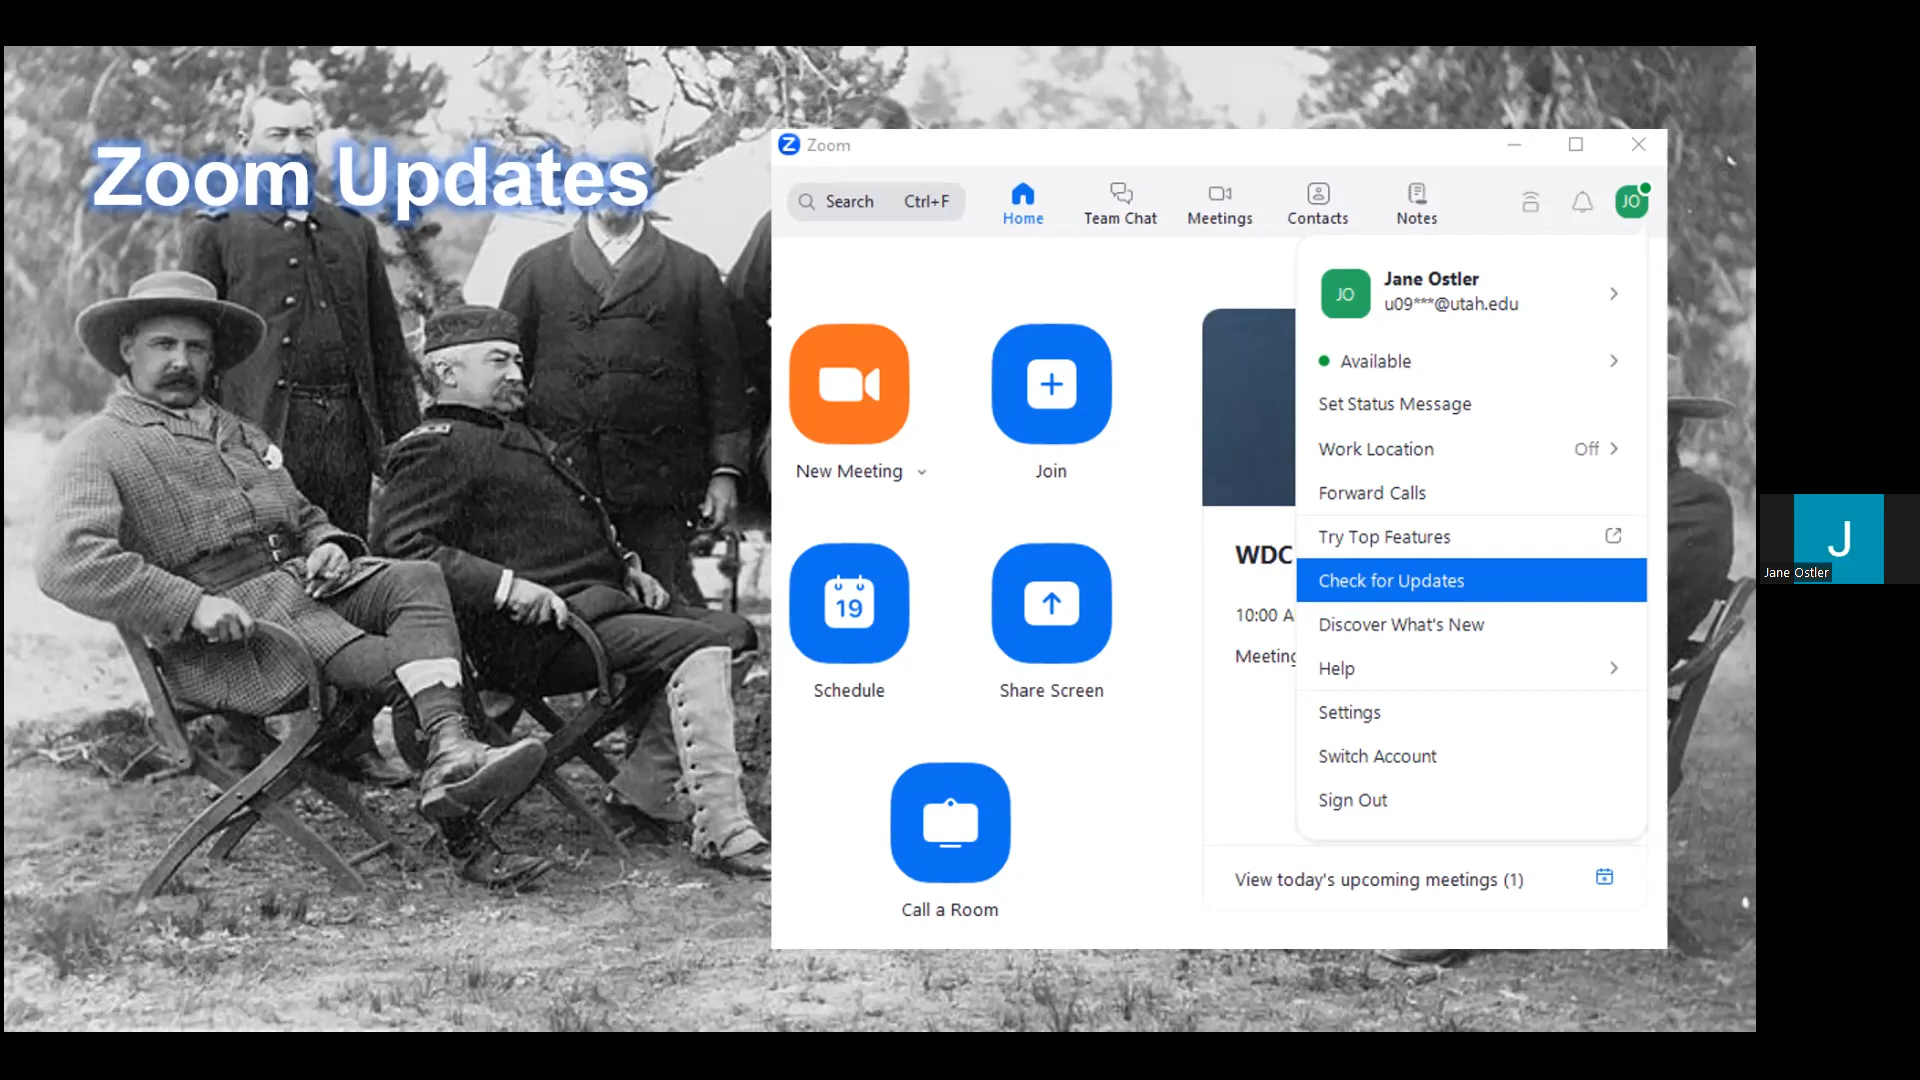 Zoom Updates
Zoom
Search Ctrl+F
Home
Team Chat
Meetings
Contacts
Notes
JO
JO
Jane Ostler
u09***@utah.edu
Available
Set Status Message
Work Location Off
Forward Calls
Try Top Features
Check for Updates
Discover What's New
Help
Settings
Switch Account
Sign Out
New Meeting
Join
19
Schedule
Share Screen
Call a Room
WDC
10:00 A
Meeting
View today's upcoming meetings (1)
J
Jane Ostler